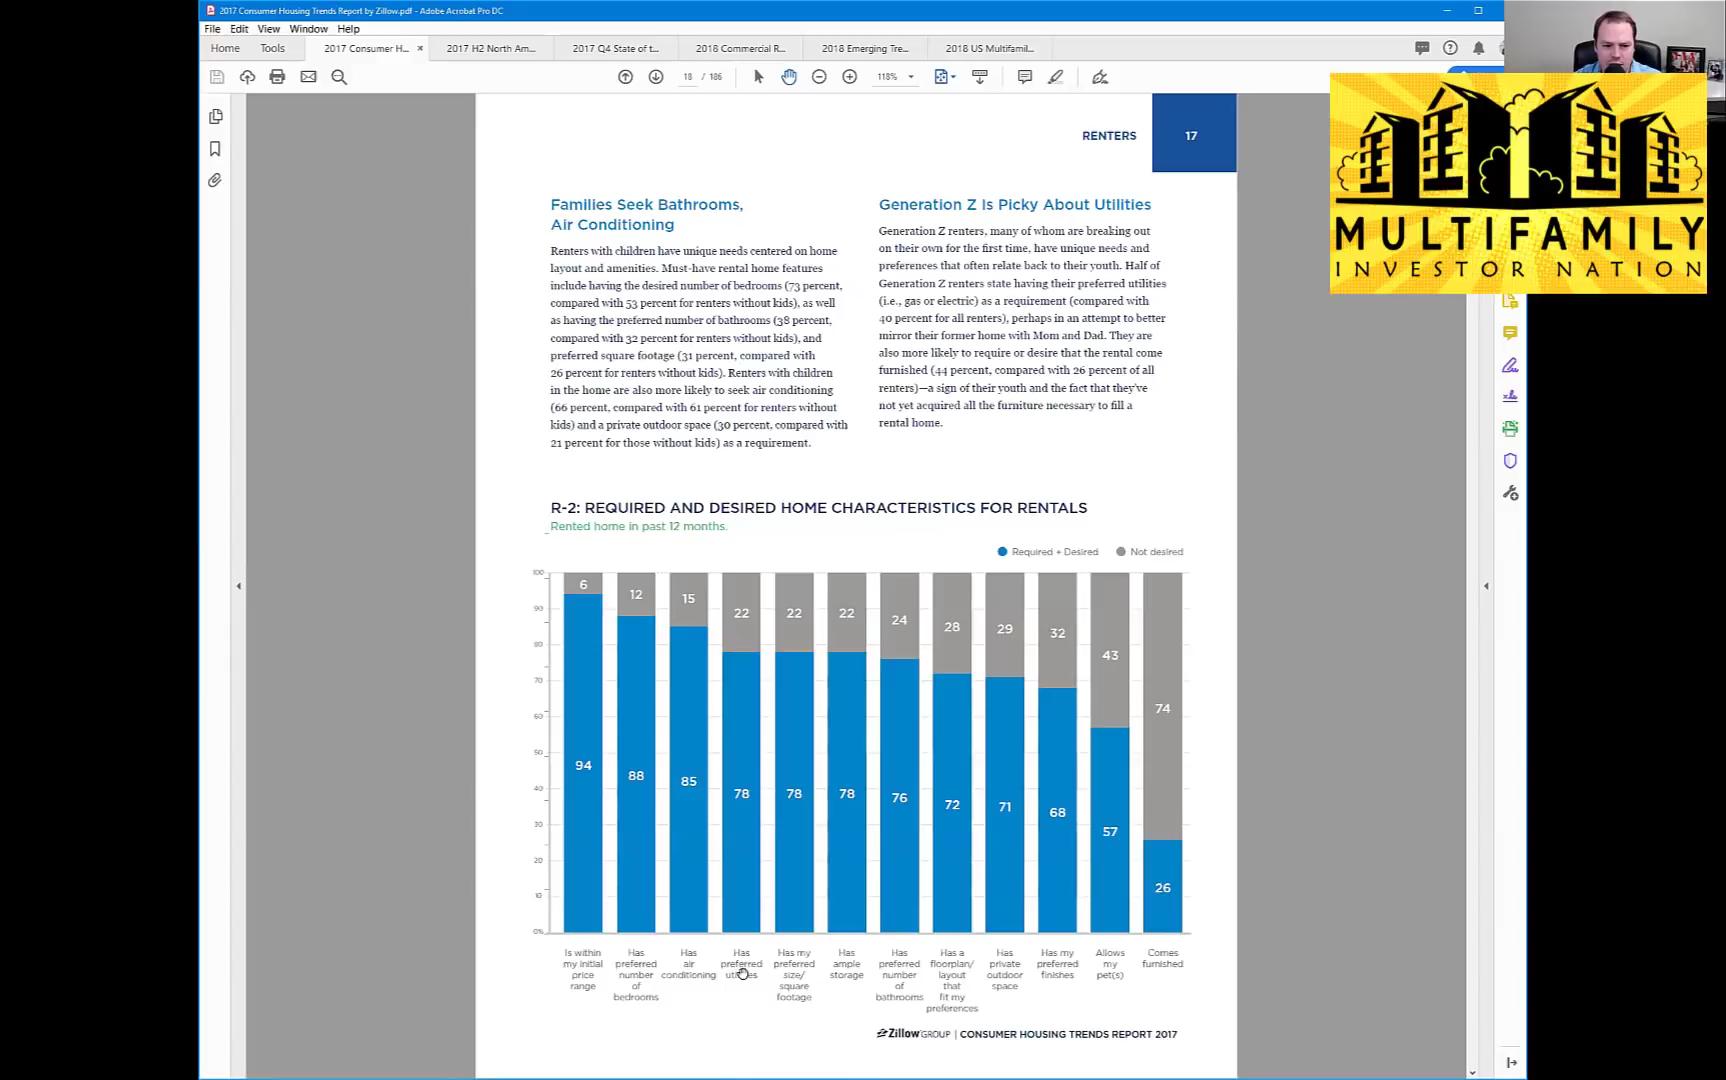 2017 Consumer Housing Trends Report by Zillow.pdf - Adobe Acrobat Pro DC
File Edit View Window Help
Home Tools 2017 Consumer H... × 2017 H2 North Am... 2017 Q4 State of t... 2018 Commercial R... 2018 Emerging Tre... 2018 US Multifamil...
18 / 186 118%
RENTERS 17
MULTIFAMILY
INVESTOR NATION
Families Seek Bathrooms,
Air Conditioning
Renters with children have unique needs centered on home
layout and amenities. Must-have rental home features
include having the desired number of bedrooms (73 percent,
compared with 53 percent for renters without kids), as well
as having the preferred number of bathrooms (38 percent,
compared with 32 percent for renters without kids), and
preferred square footage (31 percent, compared with
26 percent for renters without kids). Renters with children
in the home are also more likely to seek air conditioning
(66 percent, compared with 61 percent for renters without
kids) and a private outdoor space (30 percent, compared with
21 percent for those without kids) as a requirement.
Generation Z Is Picky About Utilities
Generation Z renters, many of whom are breaking out
on their own for the first time, have unique needs and
preferences that often relate back to their youth. Half of
Generation Z renters state having their preferred utilities
(i.e., gas or electric) as a requirement (compared with
40 percent for all renters), perhaps in an attempt to better
mirror their former home with Mom and Dad. They are
also more likely to require or desire that the rental come
furnished (44 percent, compared with 26 percent of all
renters)—a sign of their youth and the fact that they've
not yet acquired all the furniture necessary to fill a
rental home.
R-2: REQUIRED AND DESIRED HOME CHARACTERISTICS FOR RENTALS
Rented home in past 12 months.
Required + Desired Not desired
100
90
80
70
60
50
40
30
20
10
0%
6 12 15 22 22 22 24 28 29 32 43 74
94 88 85 78 78 78 76 72 71 68 57 26
Is within
my initial
price
range
Has
preferred
number
of
bedrooms
Has
air
conditioning
Has
preferred
utilities
Has my
preferred
size/
square
footage
Has
ample
storage
Has
preferred
number
of
bathrooms
Has a
floorplan/
layout
that
fit my
preferences
Has
private
outdoor
space
Has my
preferred
finishes
Allows
my
pet(s)
Comes
furnished
Zillow GROUP | CONSUMER HOUSING TRENDS REPORT 2017